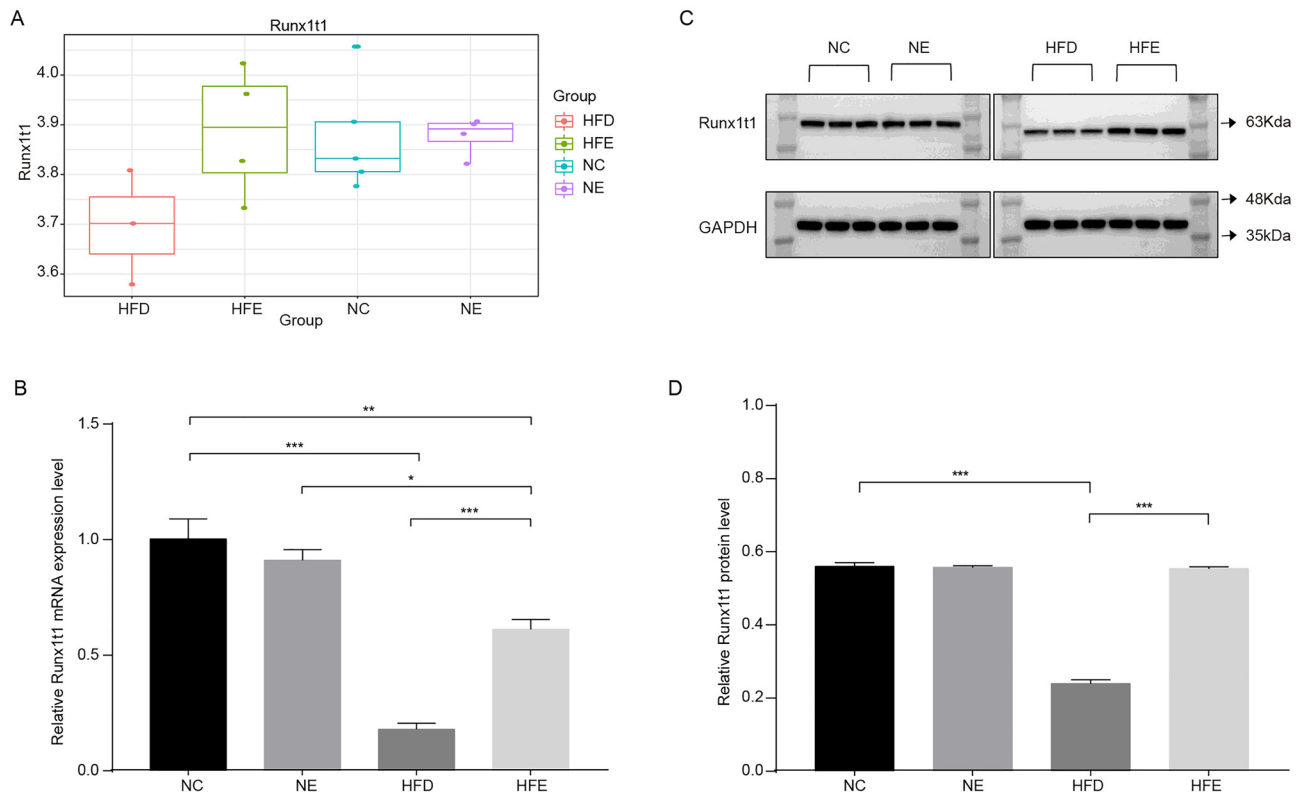 A
Runx1t1
Runx1t1
4.0
3.9
3.8
3.7
3.6
HFD
HFE
NC
NE
Group
Group
HFD
HFE
NC
NE
C
NC
NE
HFD
HFE
Runx1t1
63Kda
GAPDH
48Kda
35kDa
B
Relative Runx1t1 mRNA expression level
1.5
1.0
0.5
0.0
**
***
*
***
NC
NE
HFD
HFE
D
Relative Runx1t1 protein level
1.0
0.8
0.6
0.4
0.2
0.0
***
***
NC
NE
HFD
HFE